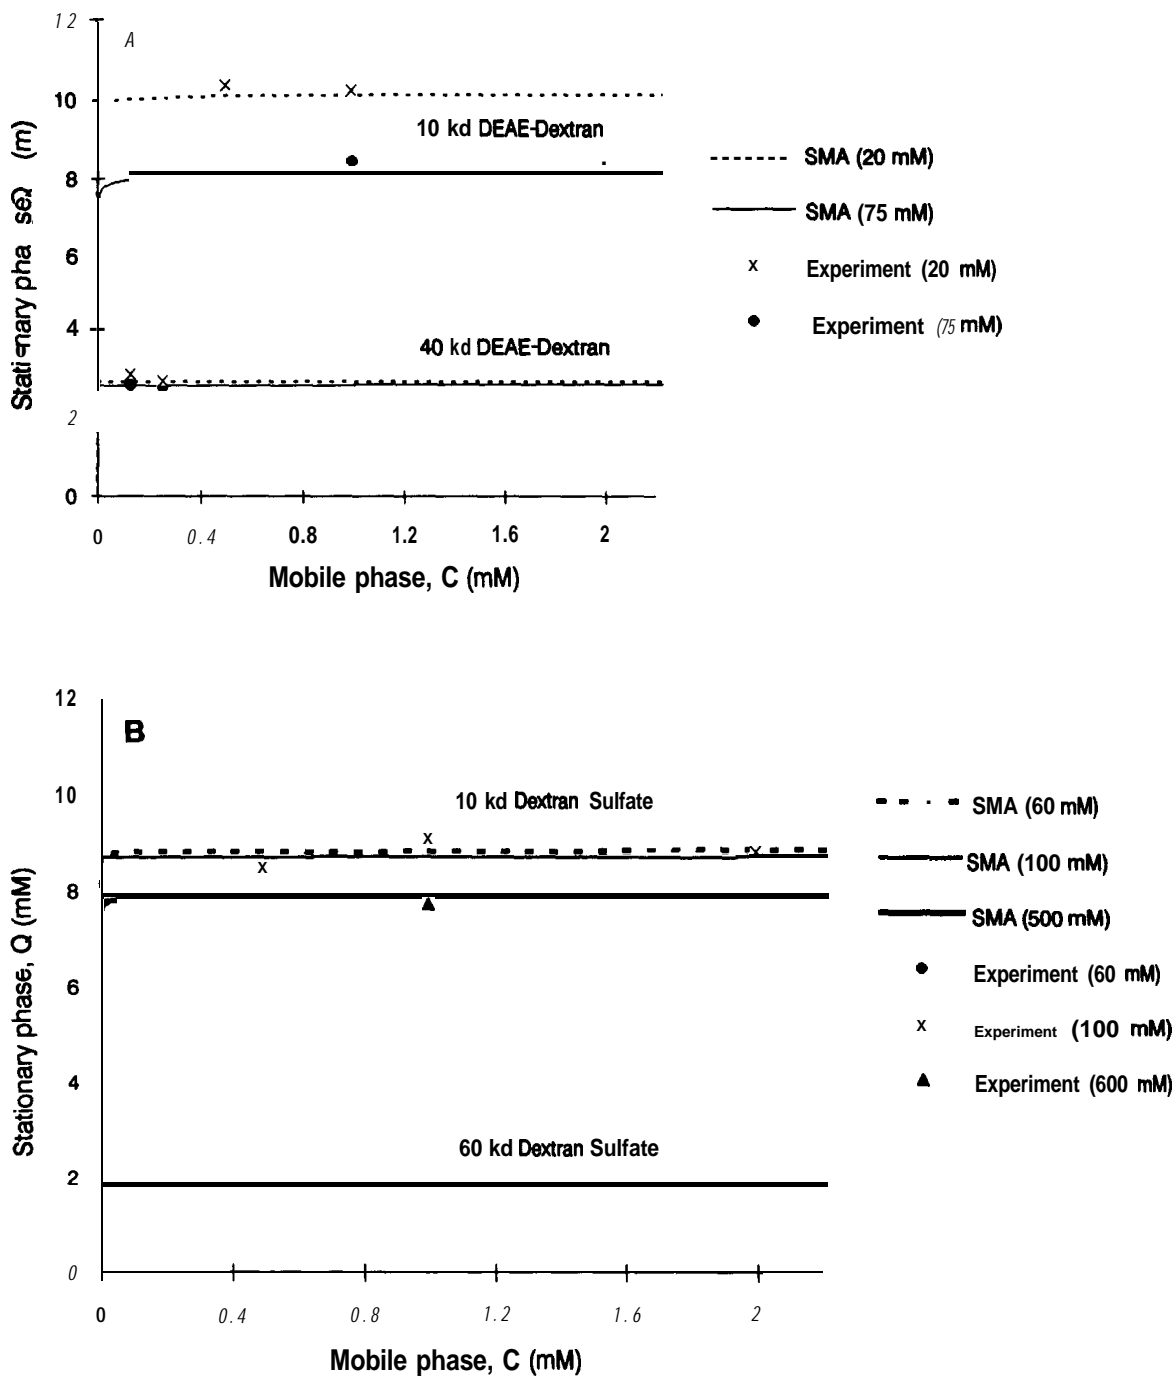 12
A
10
10 kd DEAE-Dextran
8
6
4
40 kd DEAE-Dextran
2
0
Stationary pha seQ (m)
0 0.4 0.8 1.2 1.6 2
Mobile phase, C (mM)
SMA (20 mM)
SMA (75 mM)
x Experiment (20 mM)
Experiment (75 mM)
12
B
10
10 kd Dextran Sulfate
8
6
4
60 kd Dextran Sulfate
2
0
Stationary phase, Q (mM)
0 0.4 0.8 1.2 1.6 2
Mobile phase, C (mM)
SMA (60 mM)
SMA (100 mM)
SMA (500 mM)
Experiment (60 mM)
x Experiment (100 mM)
Experiment (600 mM)